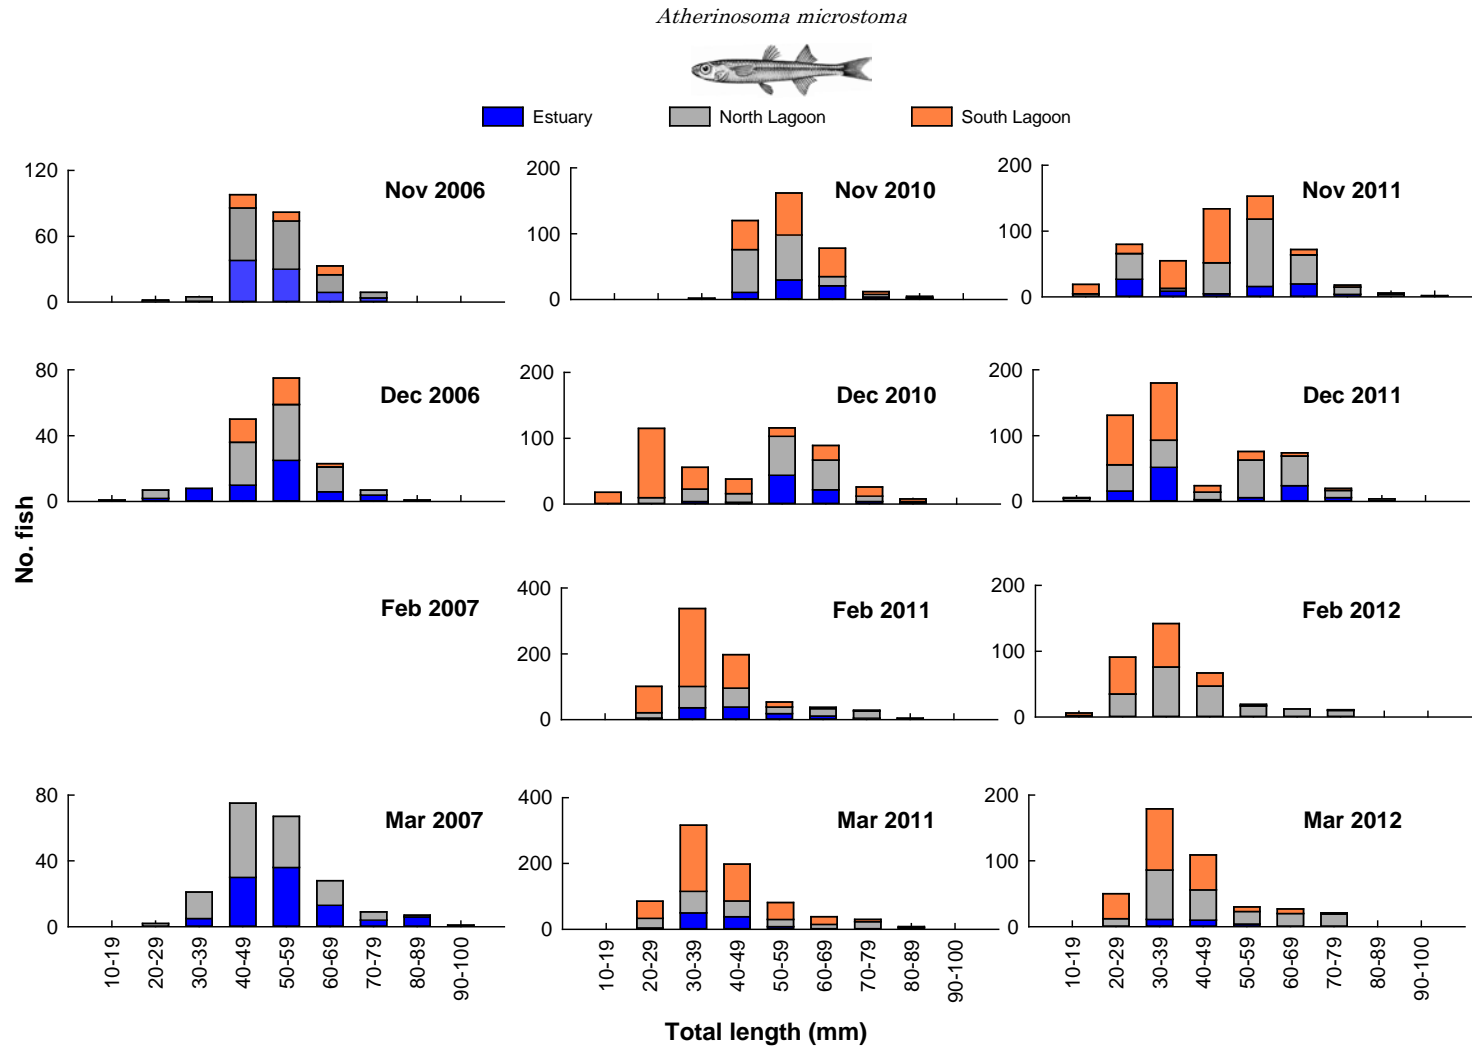 Atherinosoma microstoma
Estuary North Lagoon South Lagoon
120 60 0 Nov 2006
200 100 0 Nov 2010
200 100 0 Nov 2011
80 40 0 Dec 2006
200 100 0 Dec 2010
200 100 0 Dec 2011
No. fish
Feb 2007
400 200 0 Feb 2011
200 100 0 Feb 2012
80 40 0 Mar 2007
400 200 0 Mar 2011
200 100 0 Mar 2012
10-19 20-29 30-39 40-49 50-59 60-69 70-79 80-89 90-100
10-19 20-29 30-39 40-49 50-59 60-69 70-79 80-89 90-100
10-19 20-29 30-39 40-49 50-59 60-69 70-79 80-89 90-100
Total length (mm)